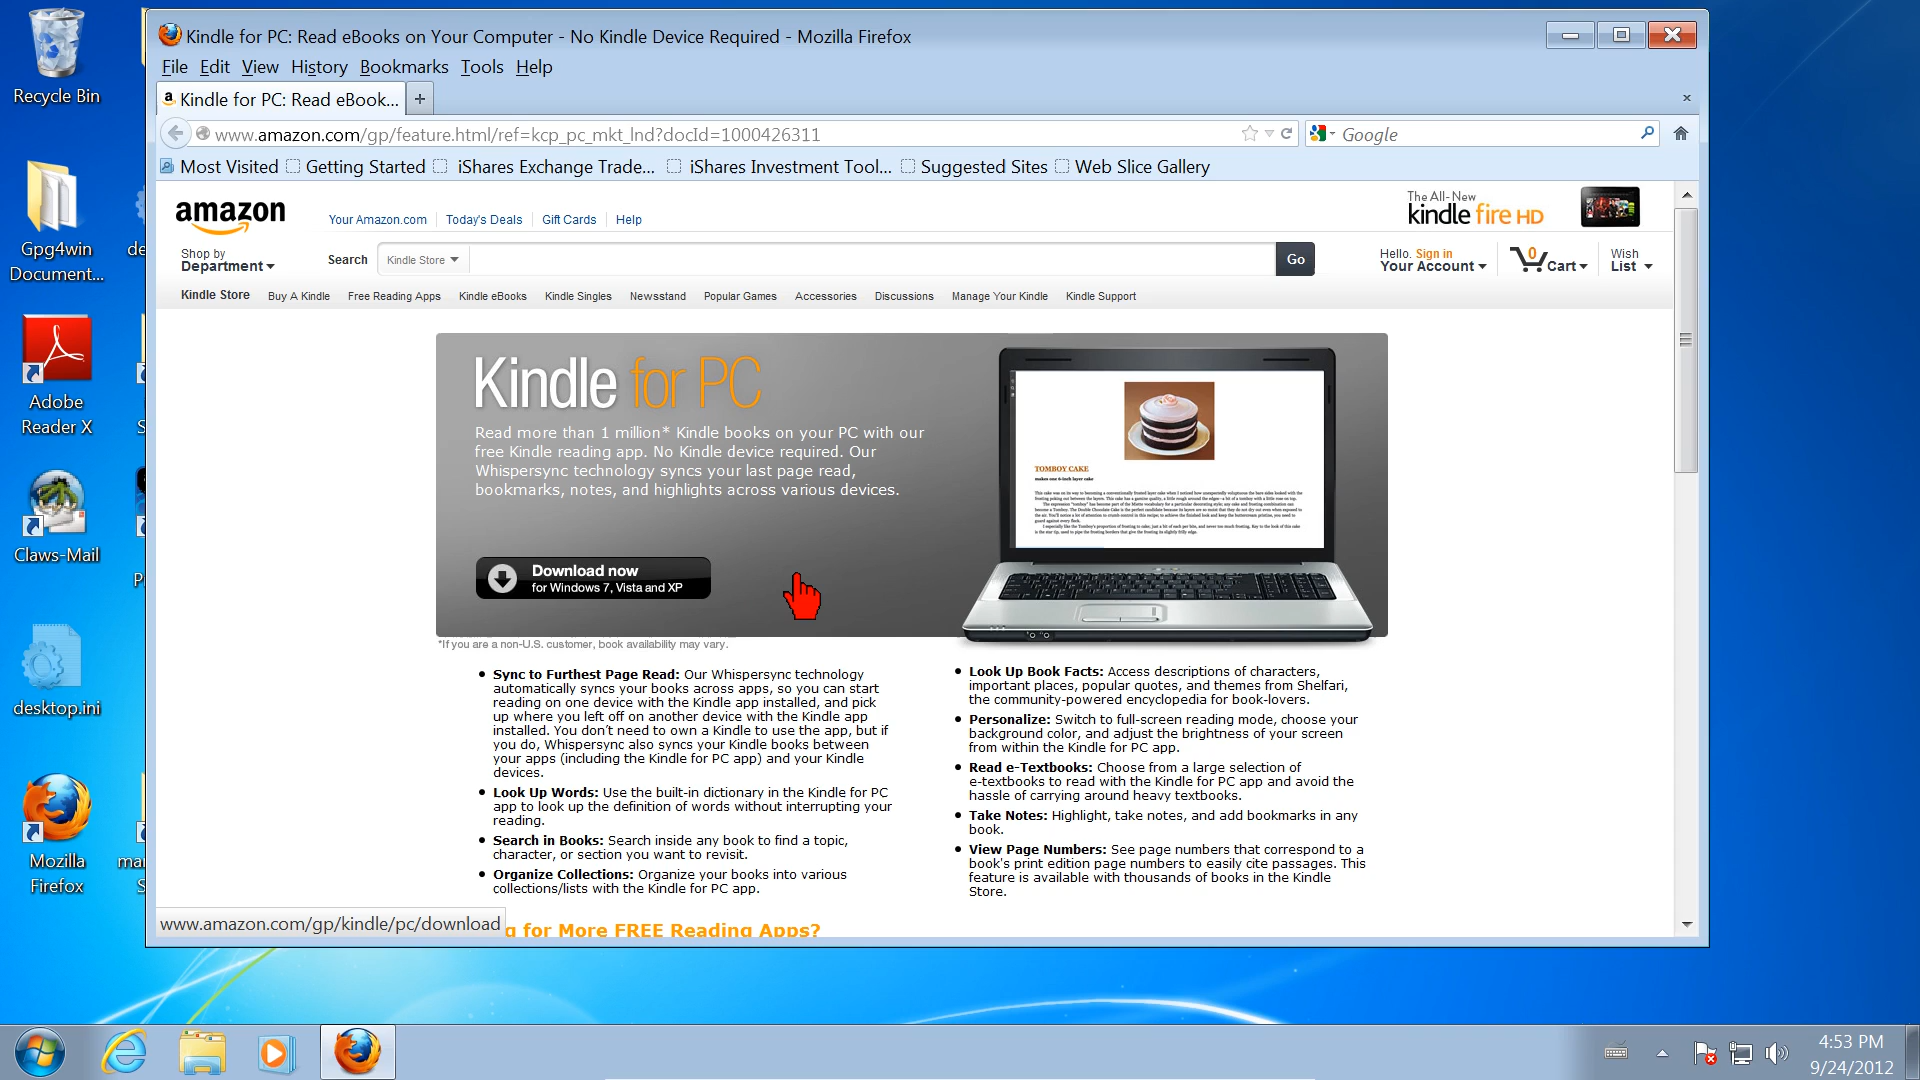 Recycle Bin
Gpg4win
Document...
Adobe
Reader X
Claws-Mail
desktop.ini
Mozilla
Firefox
Kindle for PC: Read eBooks on Your Computer - No Kindle Device Required - Mozilla Firefox
File Edit View History Bookmarks Tools Help
Kindle for PC: Read eBook...
www.amazon.com/gp/feature.html/ref=kcp_pc_mkt_lnd?docId=1000426311
Google
Most Visited Getting Started iShares Exchange Trade... iShares Investment Tool... Suggested Sites Web Slice Gallery
amazon
Your Amazon.com Today's Deals Gift Cards Help
The All-New
kindle fire HD
Shop by
Department
Search Kindle Store Go
Hello. Sign in
Your Account
0
Cart
Wish
List
Kindle Store Buy A Kindle Free Reading Apps Kindle eBooks Kindle Singles Newsstand Popular Games Accessories Discussions Manage Your Kindle Kindle Support
Kindle for PC
Read more than 1 million* Kindle books on your PC with our
free Kindle reading app. No Kindle device required. Our
Whispersync technology syncs your last page read,
bookmarks, notes, and highlights across various devices.
Download now
for Windows 7, Vista and XP
TOMBOY CAKE
makes one 6-inch layer cake
*If you are a non-U.S. customer, book availability may vary.
Sync to Furthest Page Read: Our Whispersync technology
automatically syncs your books across apps, so you can start
reading on one device with the Kindle app installed, and pick
up where you left off on another device with the Kindle app
installed. You don't need to own a Kindle to use the app, but if
you do, Whispersync also syncs your Kindle books between
your apps (including the Kindle for PC app) and your Kindle
devices.
Look Up Words: Use the built-in dictionary in the Kindle for PC
app to look up the definition of words without interrupting your
reading.
Search in Books: Search inside any book to find a topic,
character, or section you want to revisit.
Organize Collections: Organize your books into various
collections/lists with the Kindle for PC app.
Look Up Book Facts: Access descriptions of characters,
important places, popular quotes, and themes from Shelfari,
the community-powered encyclopedia for book-lovers.
Personalize: Switch to full-screen reading mode, choose your
background color, and adjust the brightness of your screen
from within the Kindle for PC app.
Read e-Textbooks: Choose from a large selection of
e-textbooks to read with the Kindle for PC app and avoid the
hassle of carrying around heavy textbooks.
Take Notes: Highlight, take notes, and add bookmarks in any
book.
View Page Numbers: See page numbers that correspond to a
book's print edition page numbers to easily cite passages. This
feature is available with thousands of books in the Kindle
Store.
www.amazon.com/gp/kindle/pc/download
g for More FREE Reading Apps?
4:53 PM
9/24/2012